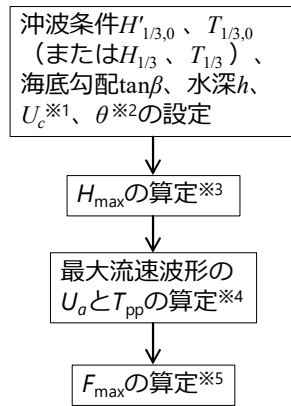 沖波条件H'1/3,0 、T1/3,0
（またはH1/3 、T1/3 ）、
海底勾配tanβ、水深h、
Uc※1、θ※2の設定
Hmaxの算定※3
最大流速波形の
UaとTppの算定※4
Fmaxの算定※5